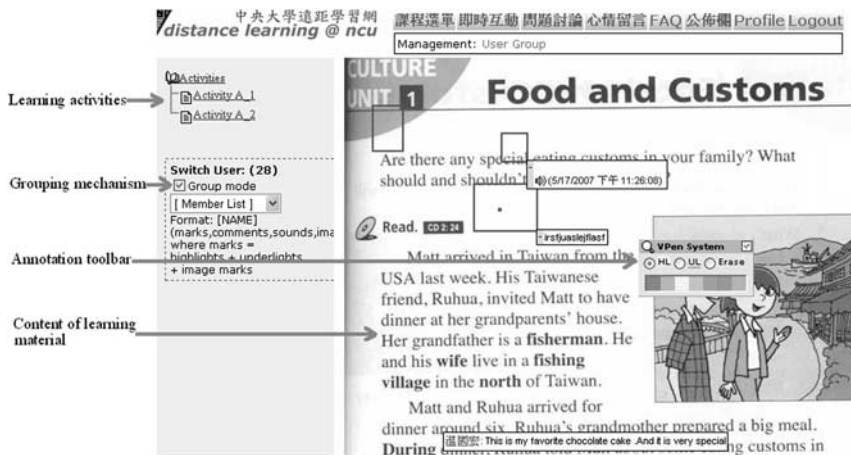 中央大學遠距學習網
distance learning @ ncu
課程選單 即時互動 問題討論 心情留言 FAQ 公佈欄 Profile Logout
Management: User Group
Learning activities
Activities
Activity A_1
Activity A_2
Grouping mechanism
Switch User: (28)
Group mode
[ Member List ]
Format: [NAME]
(marks,comments,sounds,ima
where marks =
highlights + underlights
+ image marks
Annotation toolbar
Content of learning
material
CULTURE
UNIT 1
Food and Customs
Are there any special eating customs in your family? What
should and shouldn't
(5/17/2007 下午 11:26:08)
Read. CD 2: 24
irsfjuaslejflasf
VPen System
HL UL Erase
Matt arrived in Taiwan from the
USA last week. His Taiwanese
friend, Ruhua, invited Matt to have
dinner at her grandparents' house.
Her grandfather is a fisherman. He
and his wife live in a fishing
village in the north of Taiwan.
Matt and Ruhua arrived for
dinner around six. Ruhua's grandmother prepared a big meal.
溫國宏: This is my favorite chocolate cake .And it is very special
During customs in